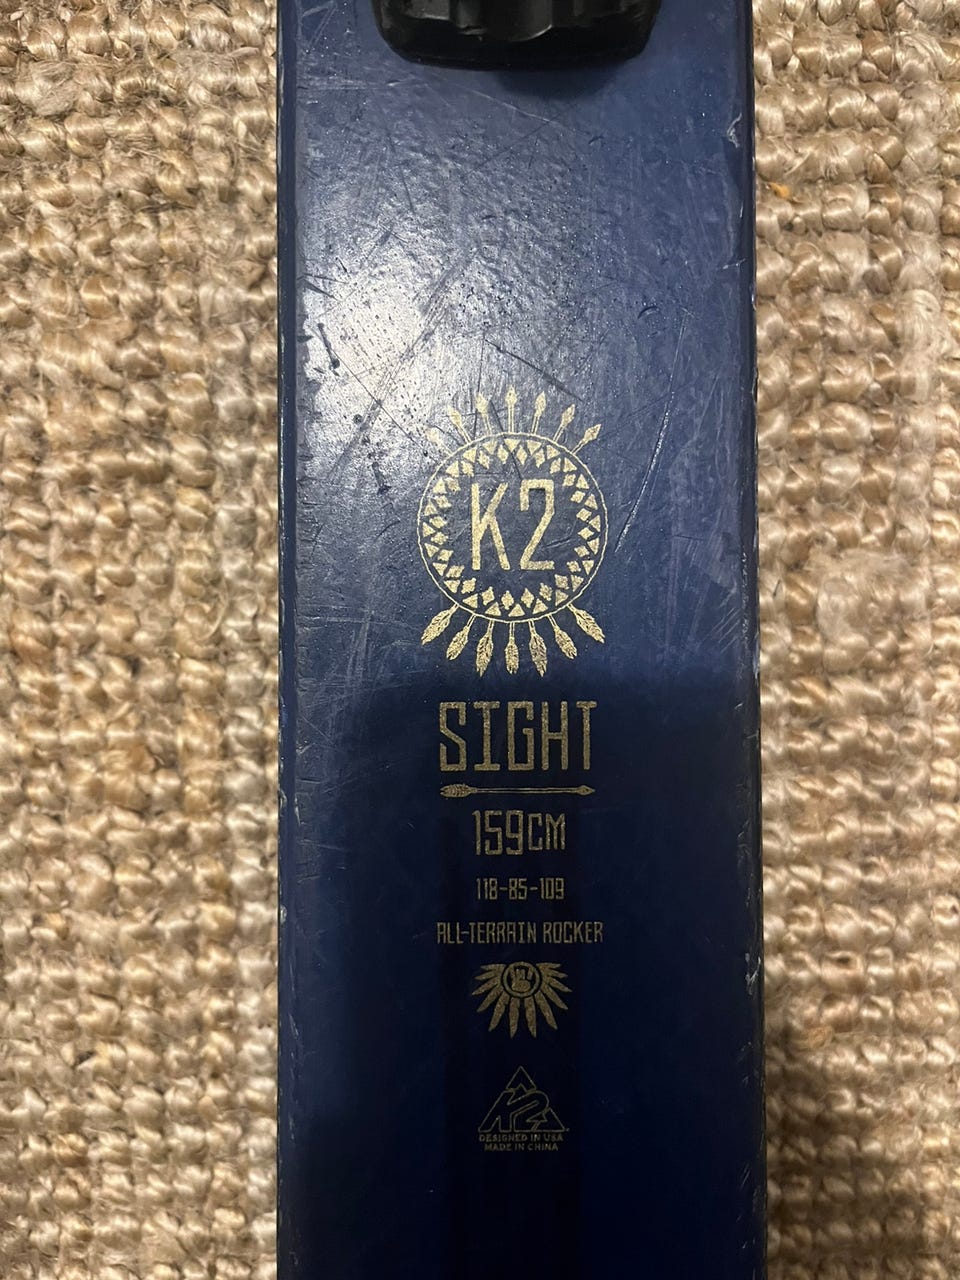 K2
SIGHT
159CM
118-85-109
ALL-TERRAIN ROCKER
K2
DESIGNED IN USA
MADE IN CHINA